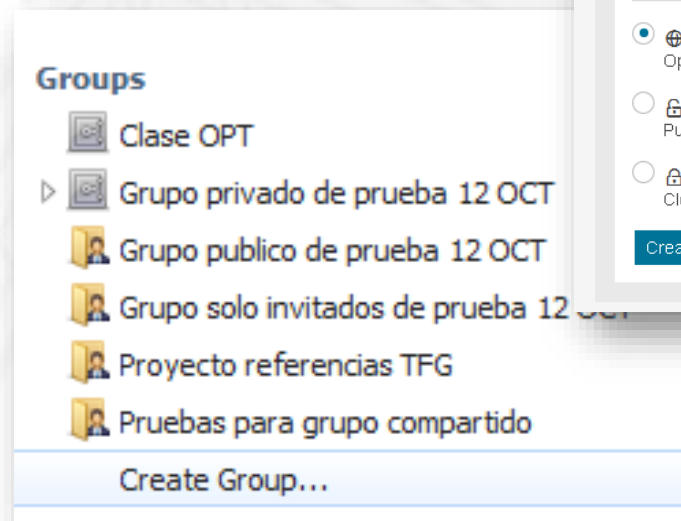 Groups
Clase OPT
Grupo privado de prueba 12 OCT
Grupo publico de prueba 12 OCT
Grupo solo invitados de prueba 12 OCT
Proyecto referencias TFG
Pruebas para grupo compartido
Create Group...